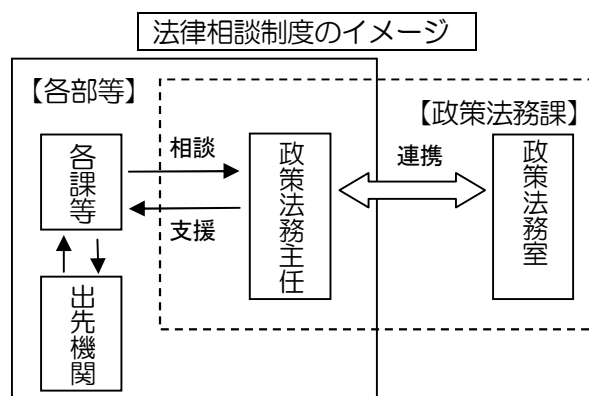 法律相談制度のイメージ
【各部等】
【政策法務課】
各課等
相談
支援
政策法務主任
連携
政策法務室
出先機関